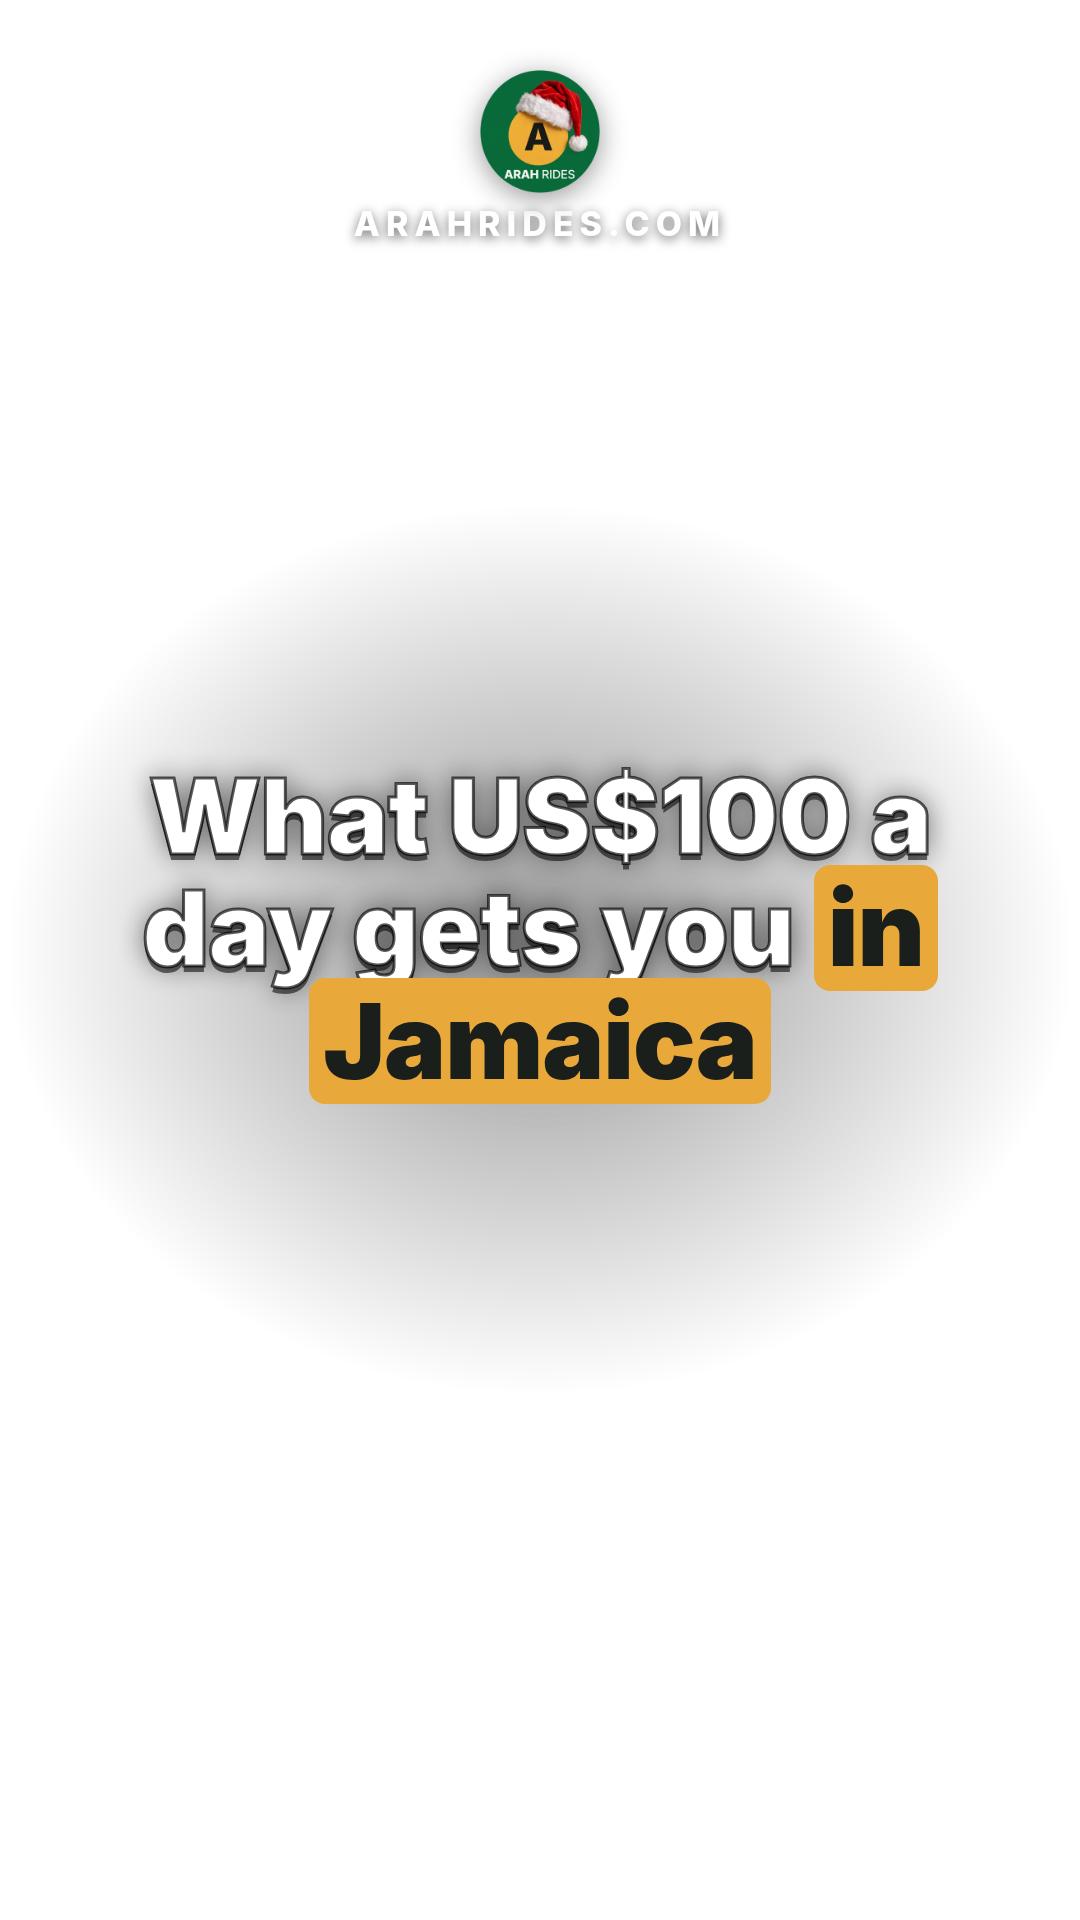 A
ARAH RIDES
ARAHRIDES.COM
What US$100 a
day gets you in
Jamaica